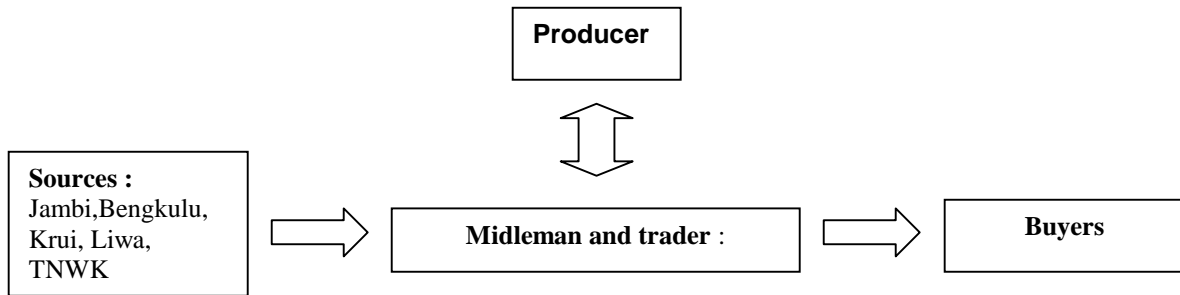 Producer
Sources :
Jambi,Bengkulu,
Krui, Liwa,
TNWK
Midleman and trader :
Buyers